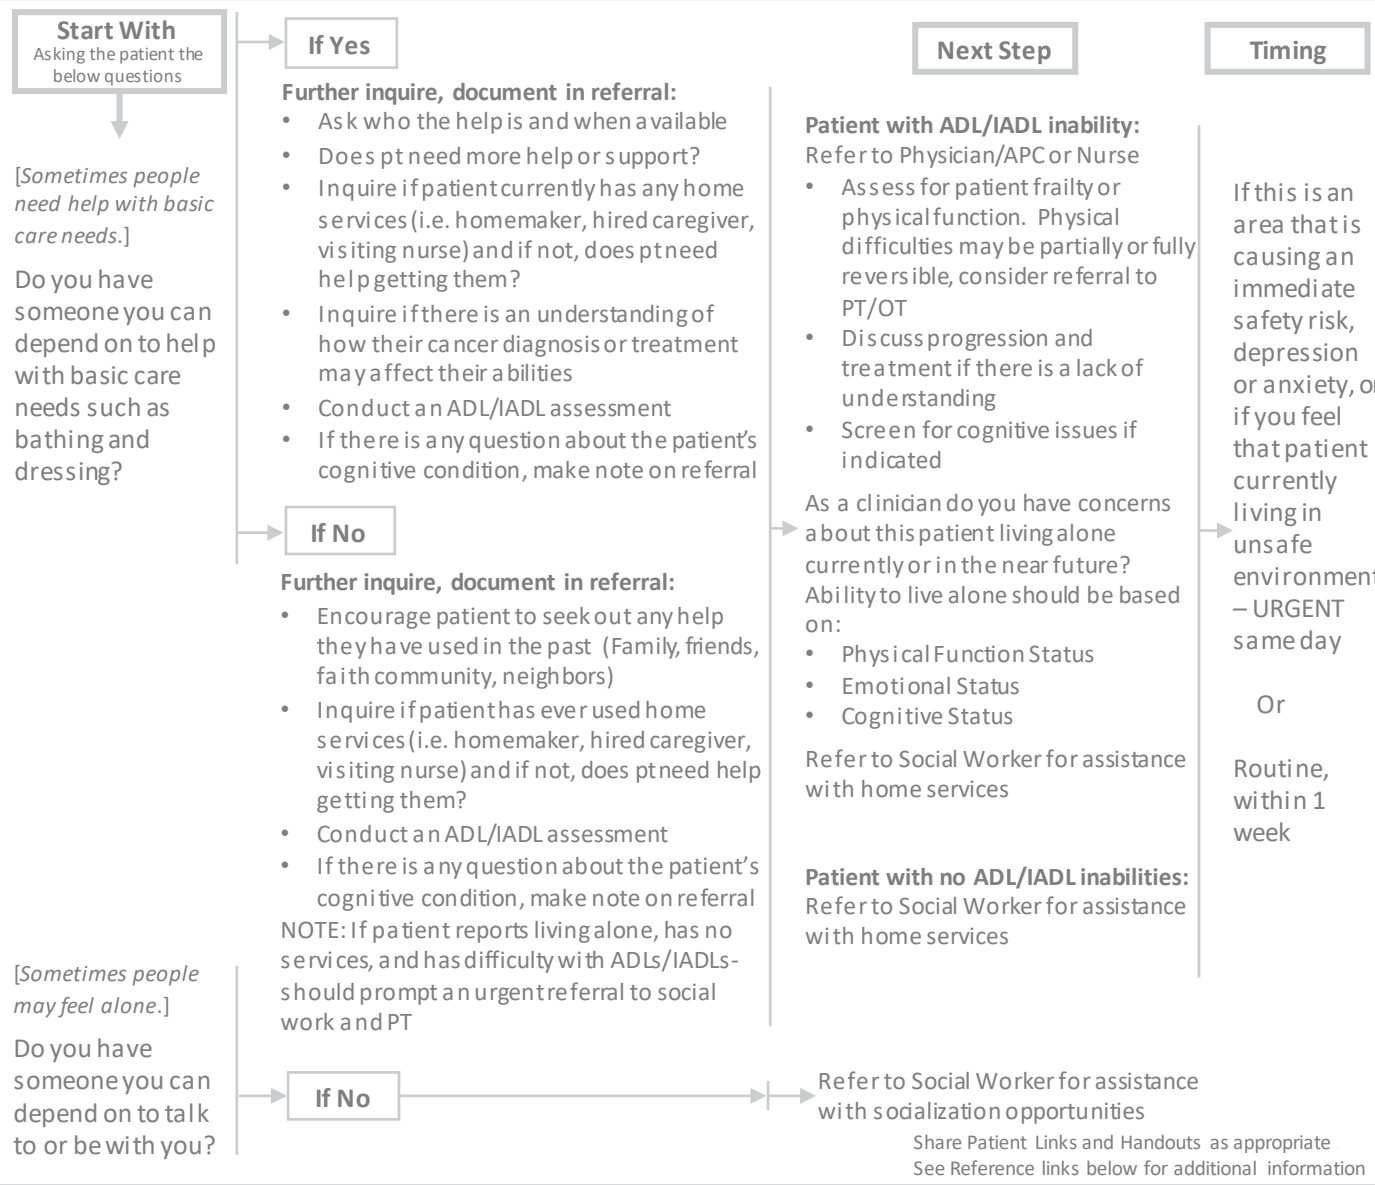 Start With
Asking the patient the
below questions
[Sometimes people
need help with basic
care needs.]
Do you have
someone you can
depend on to help
with basic care
needs such as
bathing and
dressing?
If Yes
Further inquire, document in referral:
• Ask who the help is and when available
• Does pt need more help or support?
• Inquire if patient currently has any home
services (i.e. homemaker, hired caregiver,
visiting nurse) and if not, does pt need
help getting them?
• Inquire if there is an understanding of
how their cancer diagnosis or treatment
may affect their abilities
• Conduct an ADL/IADL assessment
• If there is any question about the patient's
cognitive condition, make note on referral
If No
Further inquire, document in referral:
• Encourage patient to seek out any help
they have used in the past (Family, friends,
faith community, neighbors)
• Inquire if patient has ever used home
services (i.e. homemaker, hired caregiver,
visiting nurse) and if not, does pt need help
getting them?
• Conduct an ADL/IADL assessment
• If there is any question about the patient's
cognitive condition, make note on referral
NOTE: If patient reports living alone, has no
services, and has difficulty with ADLs/IADLs-
should prompt an urgent referral to social
work and PT
Next Step
Patient with ADL/IADL inability:
Refer to Physician/APC or Nurse
• Assess for patient frailty or
physical function. Physical
difficulties may be partially or fully
reversible, consider referral to
PT/OT
• Discuss progression and
treatment if there is a lack of
understanding
• Screen for cognitive issues if
indicated
As a clinician do you have concerns
about this patient living alone
currently or in the near future?
Ability to live alone should be based
on:
• Physical Function Status
• Emotional Status
• Cognitive Status
Refer to Social Worker for assistance
with home services
Patient with no ADL/IADL inabilities:
Refer to Social Worker for assistance
with home services
Timing
If this is an
area that is
causing an
immediate
safety risk,
depression
or anxiety, or
if you feel
that patient
currently
living in
unsafe
environment
– URGENT
same day
Or
Routine,
within 1
week
[Sometimes people
may feel alone.]
Do you have
someone you can
depend on to talk
to or be with you?
If No
Refer to Social Worker for assistance
with socialization opportunities
Share Patient Links and Handouts as appropriate
See Reference links below for additional information